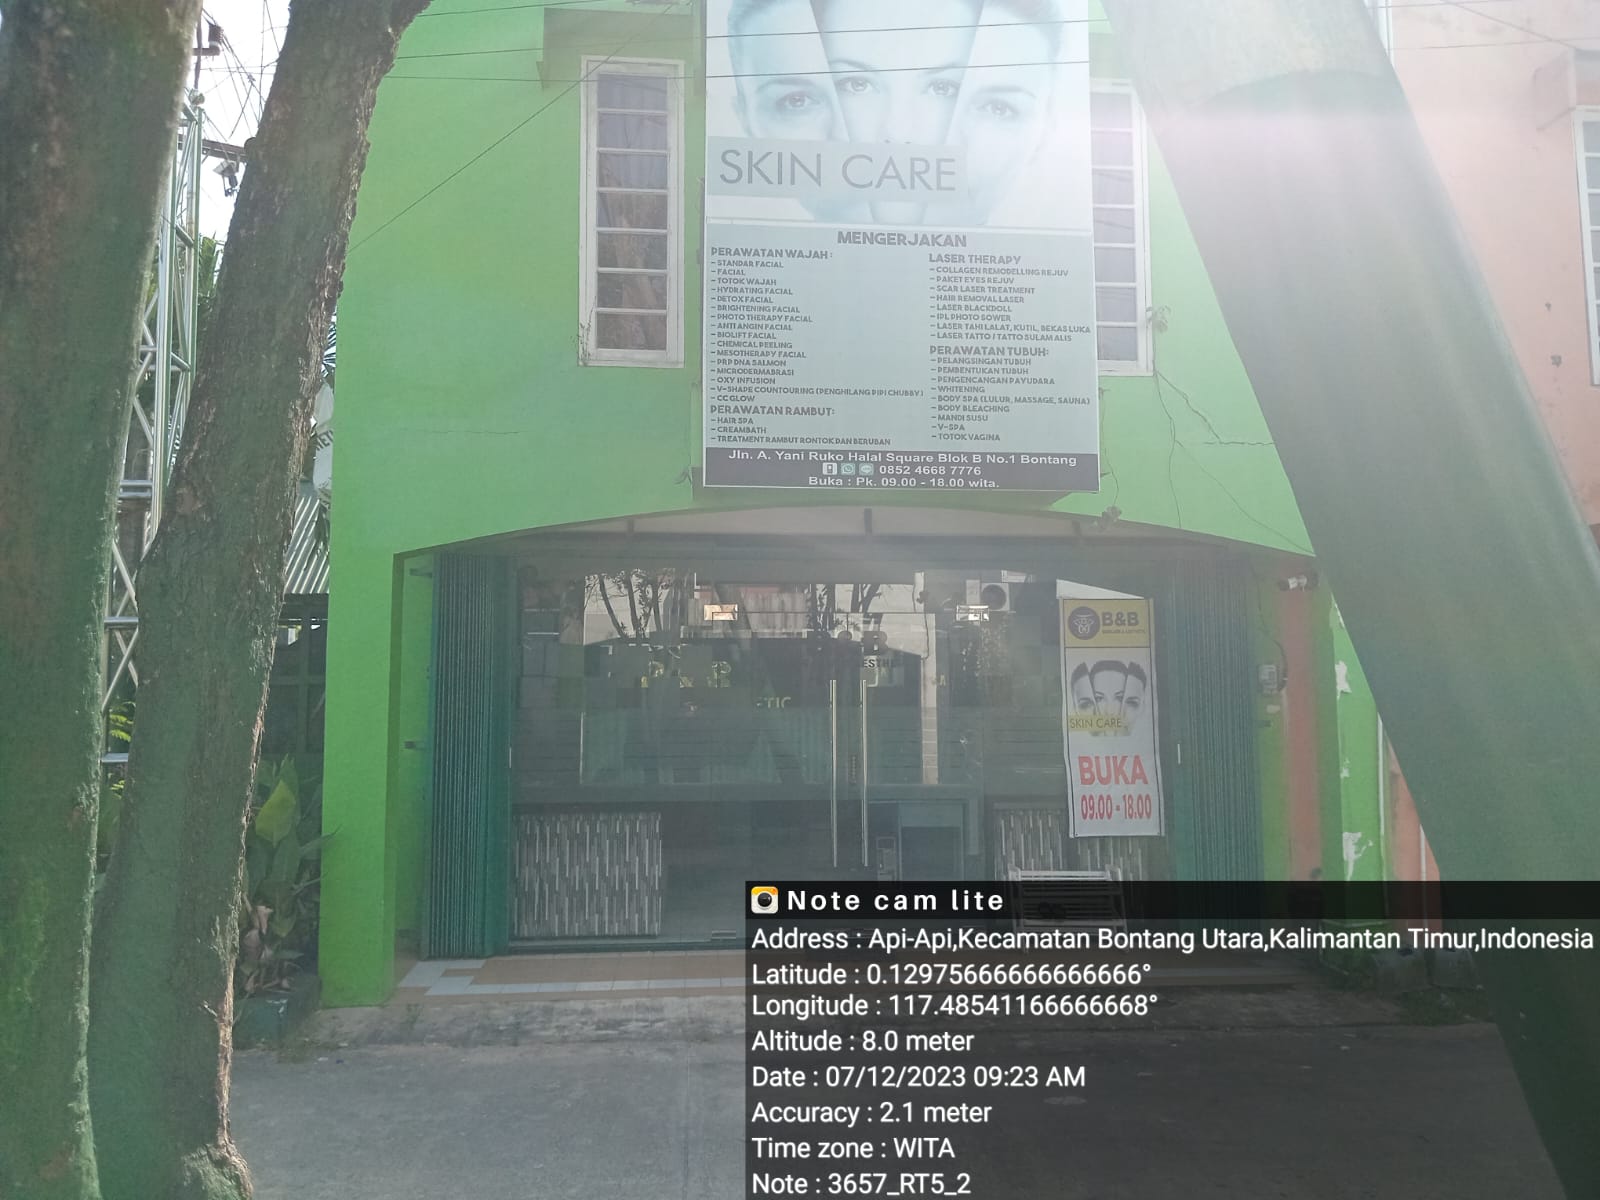 SKIN CARE
MENGERJAKAN
PERAWATAN WAJAH :
- STANDAR FACIAL
- FACIAL
- TOTOK WAJAH
- HYDRATING FACIAL
- DETOX FACIAL
- BRIGHTENING FACIAL
- PHOTO THERAPY FACIAL
- ANTI ANGIN FACIAL
- BIOLIFT FACIAL
- CHEMICAL PEELING
- MESOTHERAPY FACIAL
- PRP DNA SALMON
- MICRODERMABRASI
- OXY INFUSION
- V-SHAPE COUNTOURING (PENGHILANG PIPI CHUBBY)
- CC GLOW
PERAWATAN RAMBUT:
- HAIR SPA
- CREAMBATH
- TREATMENT RAMBUT RONTOK DAN BERUBAN
LASER THERAPY
- COLLAGEN REMODELLING REJUV
- PAKET EYES REJUV
- SCAR LASER TREATMENT
- HAIR REMOVAL LASER
- LASER BLACKDOLL
- IPL PHOTO SOWER
- LASER TAHI LALAT, KUTIL, BEKAS LUKA
- LASER TATTO / TATTO SULAM ALIS
PERAWATAN TUBUH:
- PELANGSINGAN TUBUH
- PEMBENTUKAN TUBUH
- PENGENCANGAN PAYUDARA
- WHITENING
- BODY SPA (LULUR, MASSAGE, SAUNA)
- BODY BLEACHING
- MANDI SUSU
- V-SPA
- TOTOK VAGINA
Jln. A. Yani Ruko Halal Square Blok B No.1 Bontang
0852 4668 7776
Buka : Pk. 09.00 - 18.00 wita.
B&B
SKIN CARE
BUKA
09.00 - 18.00
Note cam lite
Address : Api-Api,Kecamatan Bontang Utara,Kalimantan Timur,Indonesia
Latitude : 0.12975666666666666°
Longitude : 117.48541166666668°
Altitude : 8.0 meter
Date : 07/12/2023 09:23 AM
Accuracy : 2.1 meter
Time zone : WITA
Note : 3657_RT5_2